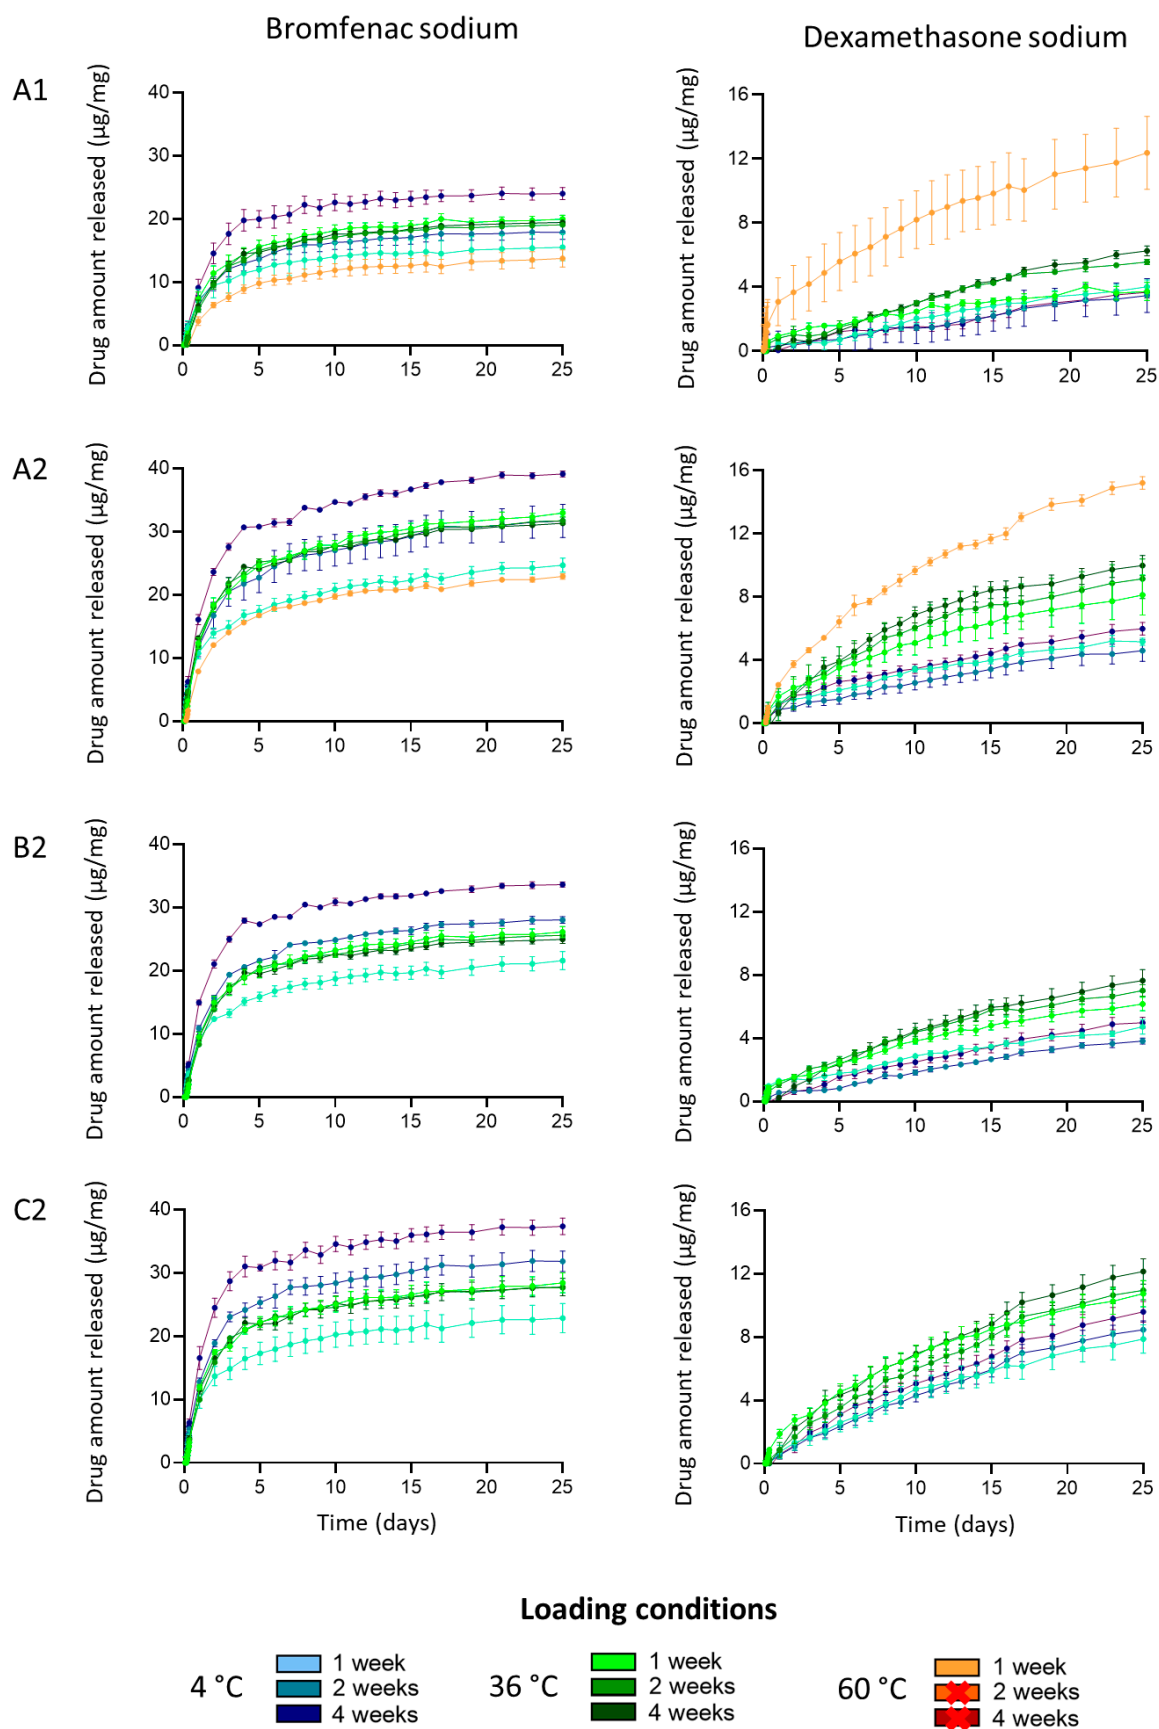 Bromfenac sodium
Dexamethasone sodium
A1
Drug amount released (µg/mg)
40
30
20
10
0
0 5 10 15 20 25
Drug amount released (µg/mg)
16
12
8
4
0
0 5 10 15 20 25
A2
Drug amount released (µg/mg)
40
30
20
10
0
0 5 10 15 20 25
Drug amount released (µg/mg)
16
12
8
4
0
0 5 10 15 20 25
B2
Drug amount released (µg/mg)
40
30
20
10
0
0 5 10 15 20 25
Drug amount released (µg/mg)
16
12
8
4
0
0 5 10 15 20 25
C2
Drug amount released (µg/mg)
40
30
20
10
0
0 5 10 15 20 25
Time (days)
Drug amount released (µg/mg)
16
12
8
4
0
0 5 10 15 20 25
Time (days)
Loading conditions
4 °C
1 week
2 weeks
4 weeks
36 °C
1 week
2 weeks
4 weeks
60 °C
1 week
2 weeks
4 weeks